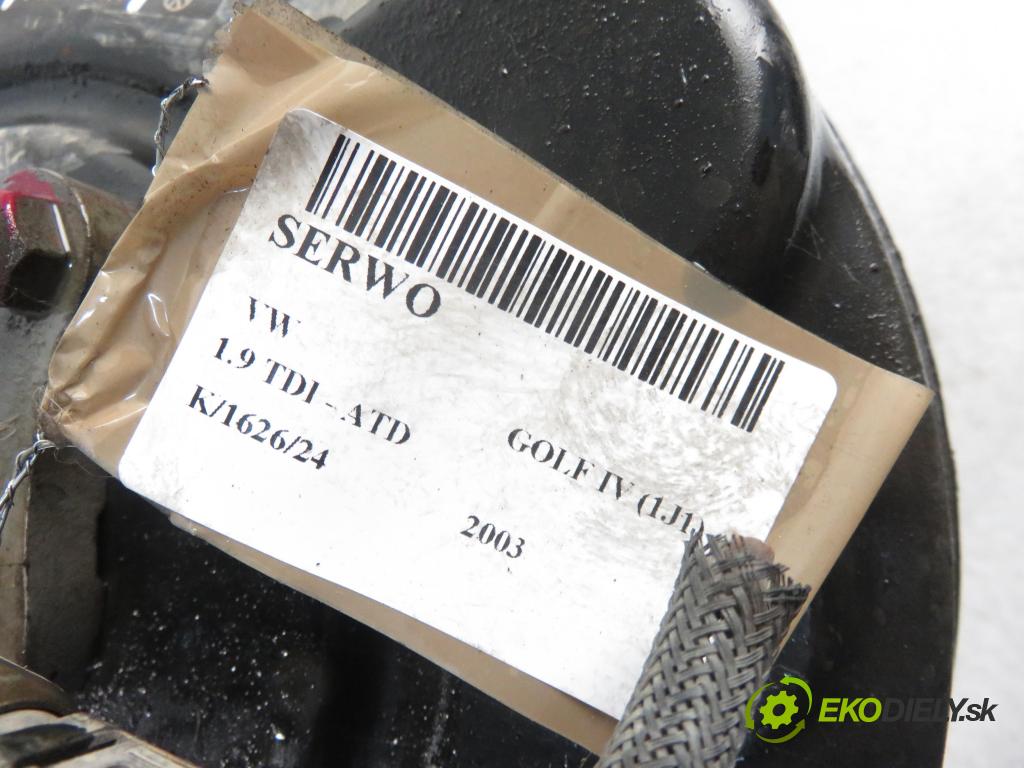 SERWO
VW
GOLF IV (1J1)
1.9 TDI - ATD
2003
K/1626/24
EKODIELY.sk